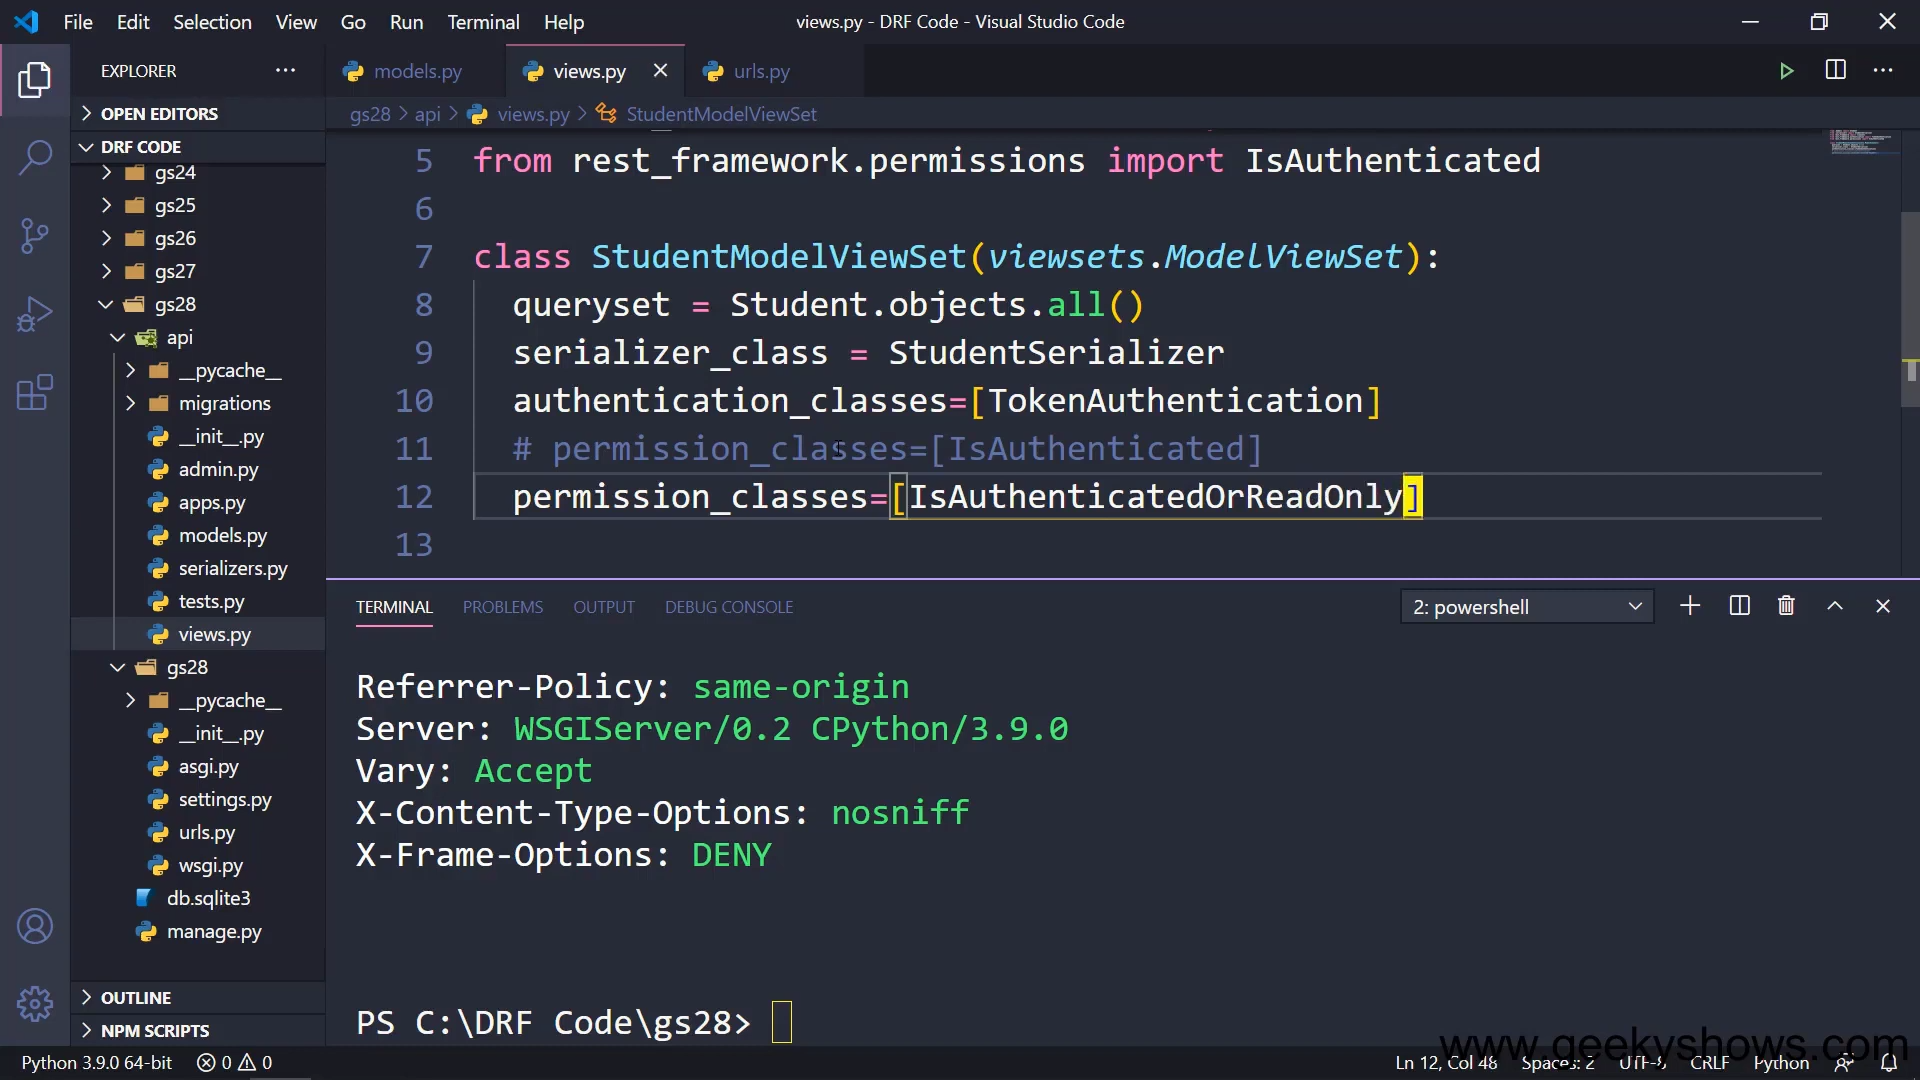 File Edit Selection View Go Run Terminal Help
views.py - DRF Code - Visual Studio Code
EXPLORER
OPEN EDITORS
DRF CODE
gs24
gs25
gs26
gs27
gs28
api
__pycache__
migrations
__init__.py
admin.py
apps.py
models.py
serializers.py
tests.py
views.py
gs28
__pycache__
__init__.py
asgi.py
settings.py
urls.py
wsgi.py
db.sqlite3
manage.py
OUTLINE
NPM SCRIPTS
models.py views.py urls.py
gs28 > api > views.py > StudentModelViewSet
5 from rest_framework.permissions import IsAuthenticated
6
7 class StudentModelViewSet(viewsets.ModelViewSet):
8 queryset = Student.objects.all()
9 serializer_class = StudentSerializer
10 authentication_classes=[TokenAuthentication]
11 # permission_classes=[IsAuthenticated]
12 permission_classes=[IsAuthenticatedOrReadOnly]
13
TERMINAL PROBLEMS OUTPUT DEBUG CONSOLE
2: powershell
Referrer-Policy: same-origin
Server: WSGIServer/0.2 CPython/3.9.0
Vary: Accept
X-Content-Type-Options: nosniff
X-Frame-Options: DENY
PS C:\DRF Code\gs28>
www.geekyshows.com
Python 3.9.0 64-bit 0 0
Ln 12, Col 48 Spaces: 2 UTF-8 CRLF Python